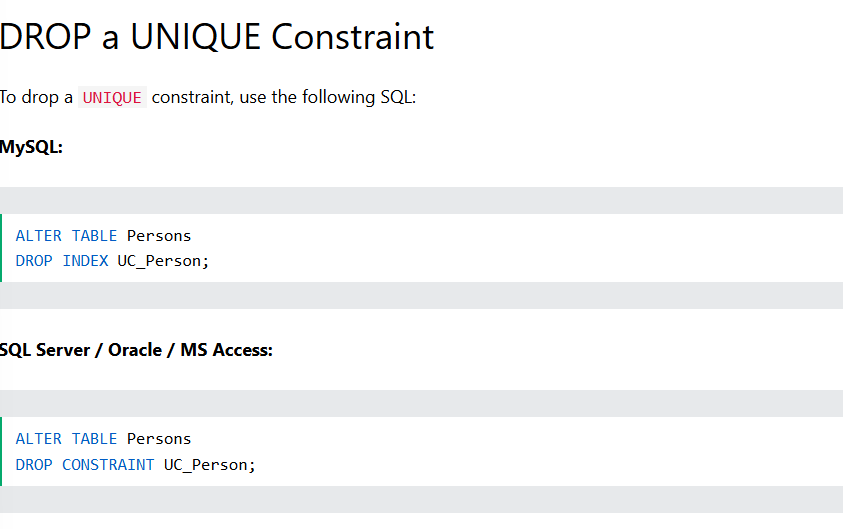 DROP a UNIQUE Constraint
To drop a UNIQUE constraint, use the following SQL:
MySQL:
ALTER TABLE Persons
DROP INDEX UC_Person;
SQL Server / Oracle / MS Access:
ALTER TABLE Persons
DROP CONSTRAINT UC_Person;